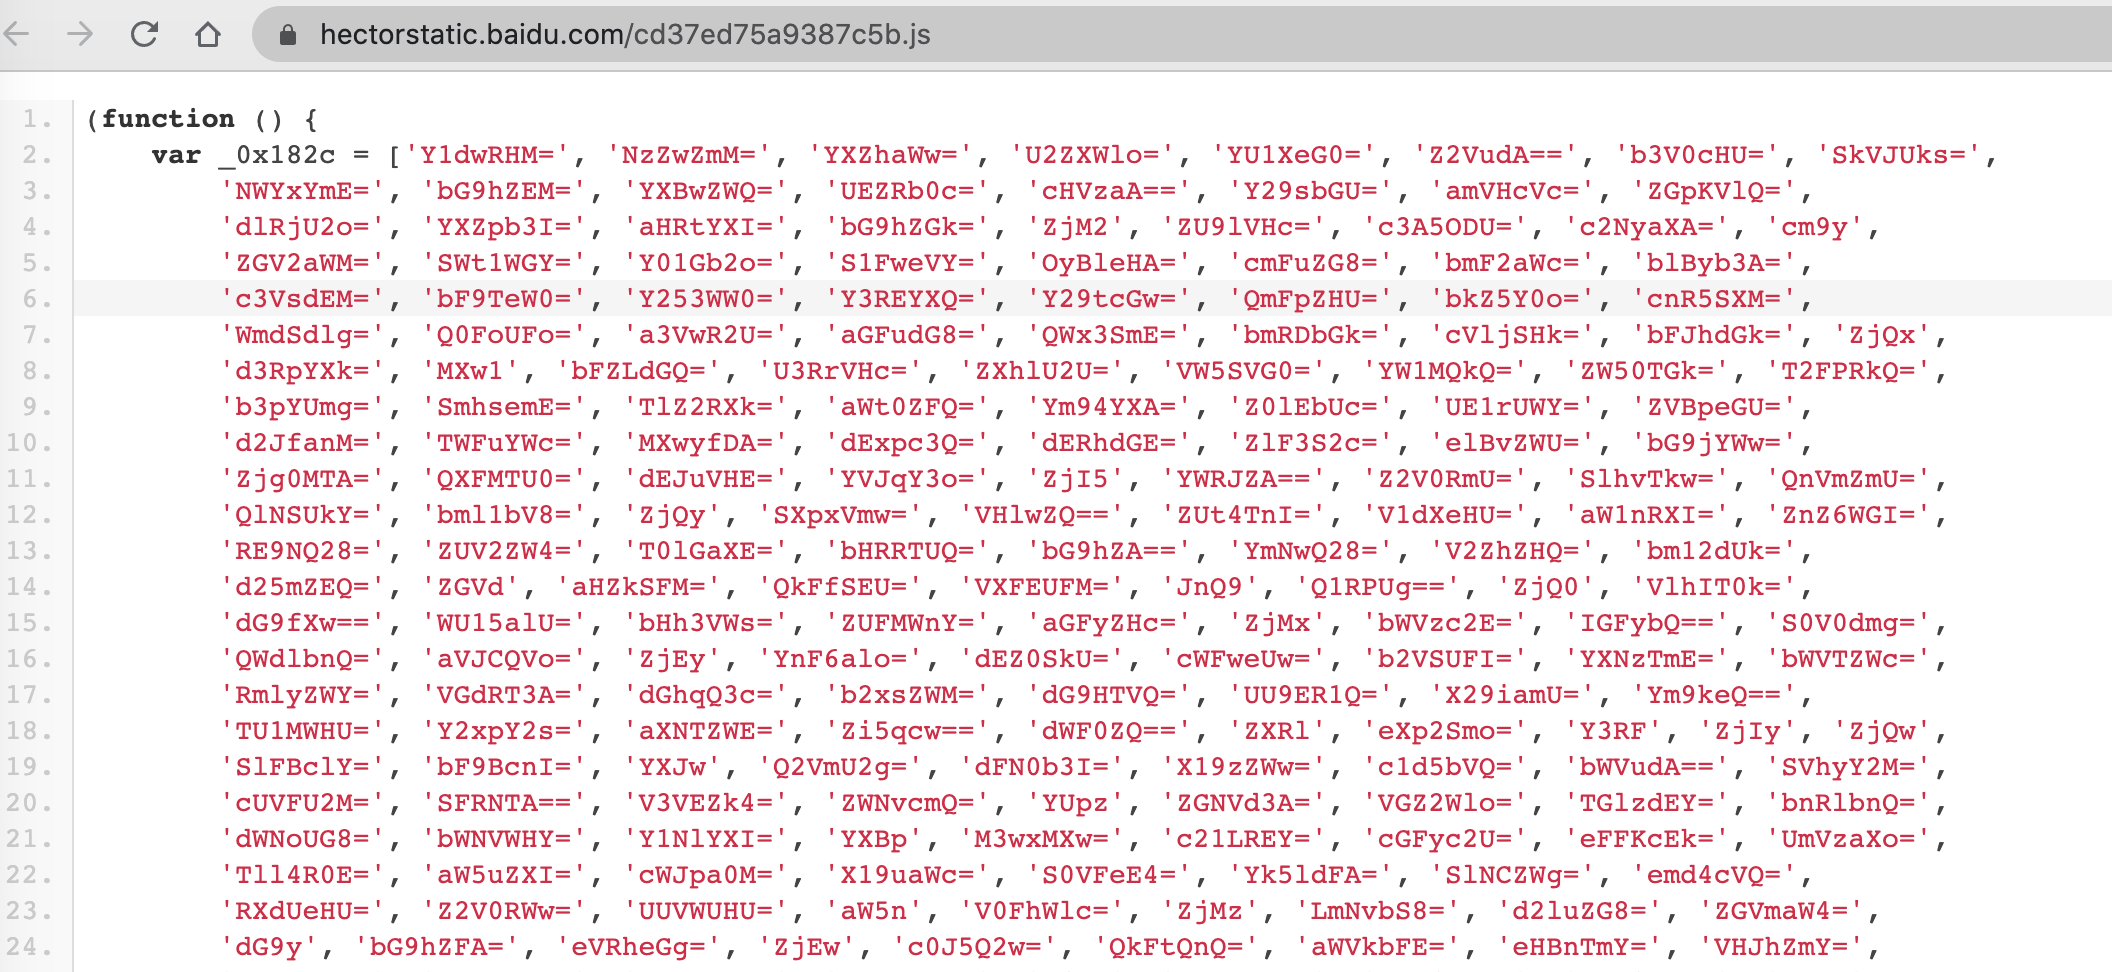 hectorstatic.baidu.com/cd37ed75a9387c5b.js
1. (function () {
2. var _0x182c = ['Y1dwRHM=', 'NzZwZmM=', 'YXZhaWw=', 'U2ZXWlo=', 'YU1XeG0=', 'Z2VudA==', 'b3V0cHU=', 'SkVJUks=',
3. 'NWYxYmE=', 'bG9hZEM=', 'YXBwZWQ=', 'UEZRb0c=', 'cHVzaA==', 'Y29sbGU=', 'amVHcVc=', 'ZGpKVlQ=',
4. 'dlRjU2o=', 'YXZpb3I=', 'aHRtYXI=', 'bG9hZGk=', 'ZjM2', 'ZU9lVHc=', 'c3A5ODU=', 'c2NyaXA=', 'cm9y',
5. 'ZGV2aWM=', 'SWt1WGY=', 'Y01Gb2o=', 'S1FweVY=', 'OyBleHA=', 'cmFuZG8=', 'bmF2aWc=', 'blByb3A=',
6. 'c3VsdEM=', 'bF9TeW0=', 'Y253WW0=', 'Y3REYXQ=', 'Y29tcGw=', 'QmFpZHU=', 'bkZ5Y0o=', 'cnR5SXM=',
7. 'WmdSdlg=', 'Q0FoUFo=', 'a3VwR2U=', 'aGFudG8=', 'QWx3SmE=', 'bmRDbGk=', 'cVljSHk=', 'bFJhdGk=', 'ZjQx',
8. 'd3RpYXk=', 'MXw1', 'bFZLdGQ=', 'U3RrVHc=', 'ZXhlU2U=', 'VW5SVG0=', 'YW1MQkQ=', 'ZW50TGk=', 'T2FPRkQ=',
9. 'b3pYUmg=', 'SmhsemE=', 'TlZ2RXk=', 'aWt0ZFQ=', 'Ym94YXA=', 'Z0lEbUc=', 'UE1rUWY=', 'ZVBpeGU=',
10. 'd2JfanM=', 'TWFuYWc=', 'MXwyfDA=', 'dExpc3Q=', 'dERhdGE=', 'ZlF3S2c=', 'elBvZWU=', 'bG9jYWw=',
11. 'Zjg0MTA=', 'QXFMTU0=', 'dEJuVHE=', 'YVJqY3o=', 'ZjI5', 'YWRJZA==', 'Z2V0RmU=', 'SlhvTkw=', 'QnVmZmU=',
12. 'QlNSUkY=', 'bml1bV8=', 'ZjQy', 'SXpxVmw=', 'VHlwZQ==', 'ZUt4TnI=', 'V1dXeHU=', 'aW1nRXI=', 'ZnZ6WGI=',
13. 'RE9NQ28=', 'ZUV2ZW4=', 'T0lGaXE=', 'bHRRTUQ=', 'bG9hZA==', 'YmNwQ28=', 'V2ZhZHQ=', 'bm12dUk=',
14. 'd25mZEQ=', 'ZGVd', 'aHZkSFM=', 'QkFfSEU=', 'VXFEUFM=', 'JnQ9', 'Q1RPUg==', 'ZjQ0', 'VlhIT0k=',
15. 'dG9fXw==', 'WU15alU=', 'bHh3VWs=', 'ZUFMWnY=', 'aGFyZHc=', 'ZjMx', 'bWVzc2E=', 'IGFybQ==', 'S0V0dmg=',
16. 'QWdlbnQ=', 'aVJCQVo=', 'ZjEy', 'YnF6alo=', 'dEZ0SkU=', 'cWFweUw=', 'b2VSUFI=', 'YXNzTmE=', 'bWVTZWc=',
17. 'RmlyZWY=', 'VGdRT3A=', 'dGhqQ3c=', 'b2xsZWM=', 'dG9HTVQ=', 'UU9ER1Q=', 'X29iamU=', 'Ym9keQ==',
18. 'TU1MWHU=', 'Y2xpY2s=', 'aXNTZWE=', 'Zi5qcw==', 'dWF0ZQ==', 'ZXRl', 'eXp2Smo=', 'Y3RF', 'ZjIy', 'ZjQw',
19. 'SlFBclY=', 'bF9BcnI=', 'YXJw', 'Q2VmU2g=', 'dFN0b3I=', 'X19zZWw=', 'c1d5bVQ=', 'bWVudA==', 'SVhyY2M=',
20. 'cUVFU2M=', 'SFRNTA==', 'V3VEZk4=', 'ZWNvcmQ=', 'YUpz', 'ZGNVd3A=', 'VGZ2Wlo=', 'TGlzdEY=', 'bnRlbnQ=',
21. 'dWNoUG8=', 'bWNVWHY=', 'Y1NlYXI=', 'YXBp', 'M3wxMXw=', 'c21LREY=', 'cGFyc2U=', 'eFFKcEk=', 'UmVzaXo=',
22. 'Tll4R0E=', 'aW5uZXI=', 'cWJpa0M=', 'X19uaWc=', 'S0VFeE4=', 'Yk5ldFA=', 'SlNCZWg=', 'emd4cVQ=',
23. 'RXdUeHU=', 'Z2V0RWw=', 'UUVWUHU=', 'aW5n', 'V0FhWlc=', 'ZjMz', 'LmNvbS8=', 'd2luZG8=', 'ZGVmaW4=',
24. 'dG9y', 'bG9hZFA=', 'eVRheGg=', 'ZjEw', 'c0J5Q2w=', 'QkFtQnQ=', 'aWVkbFE=', 'eHBnTmY=', 'VHJhZmY=',